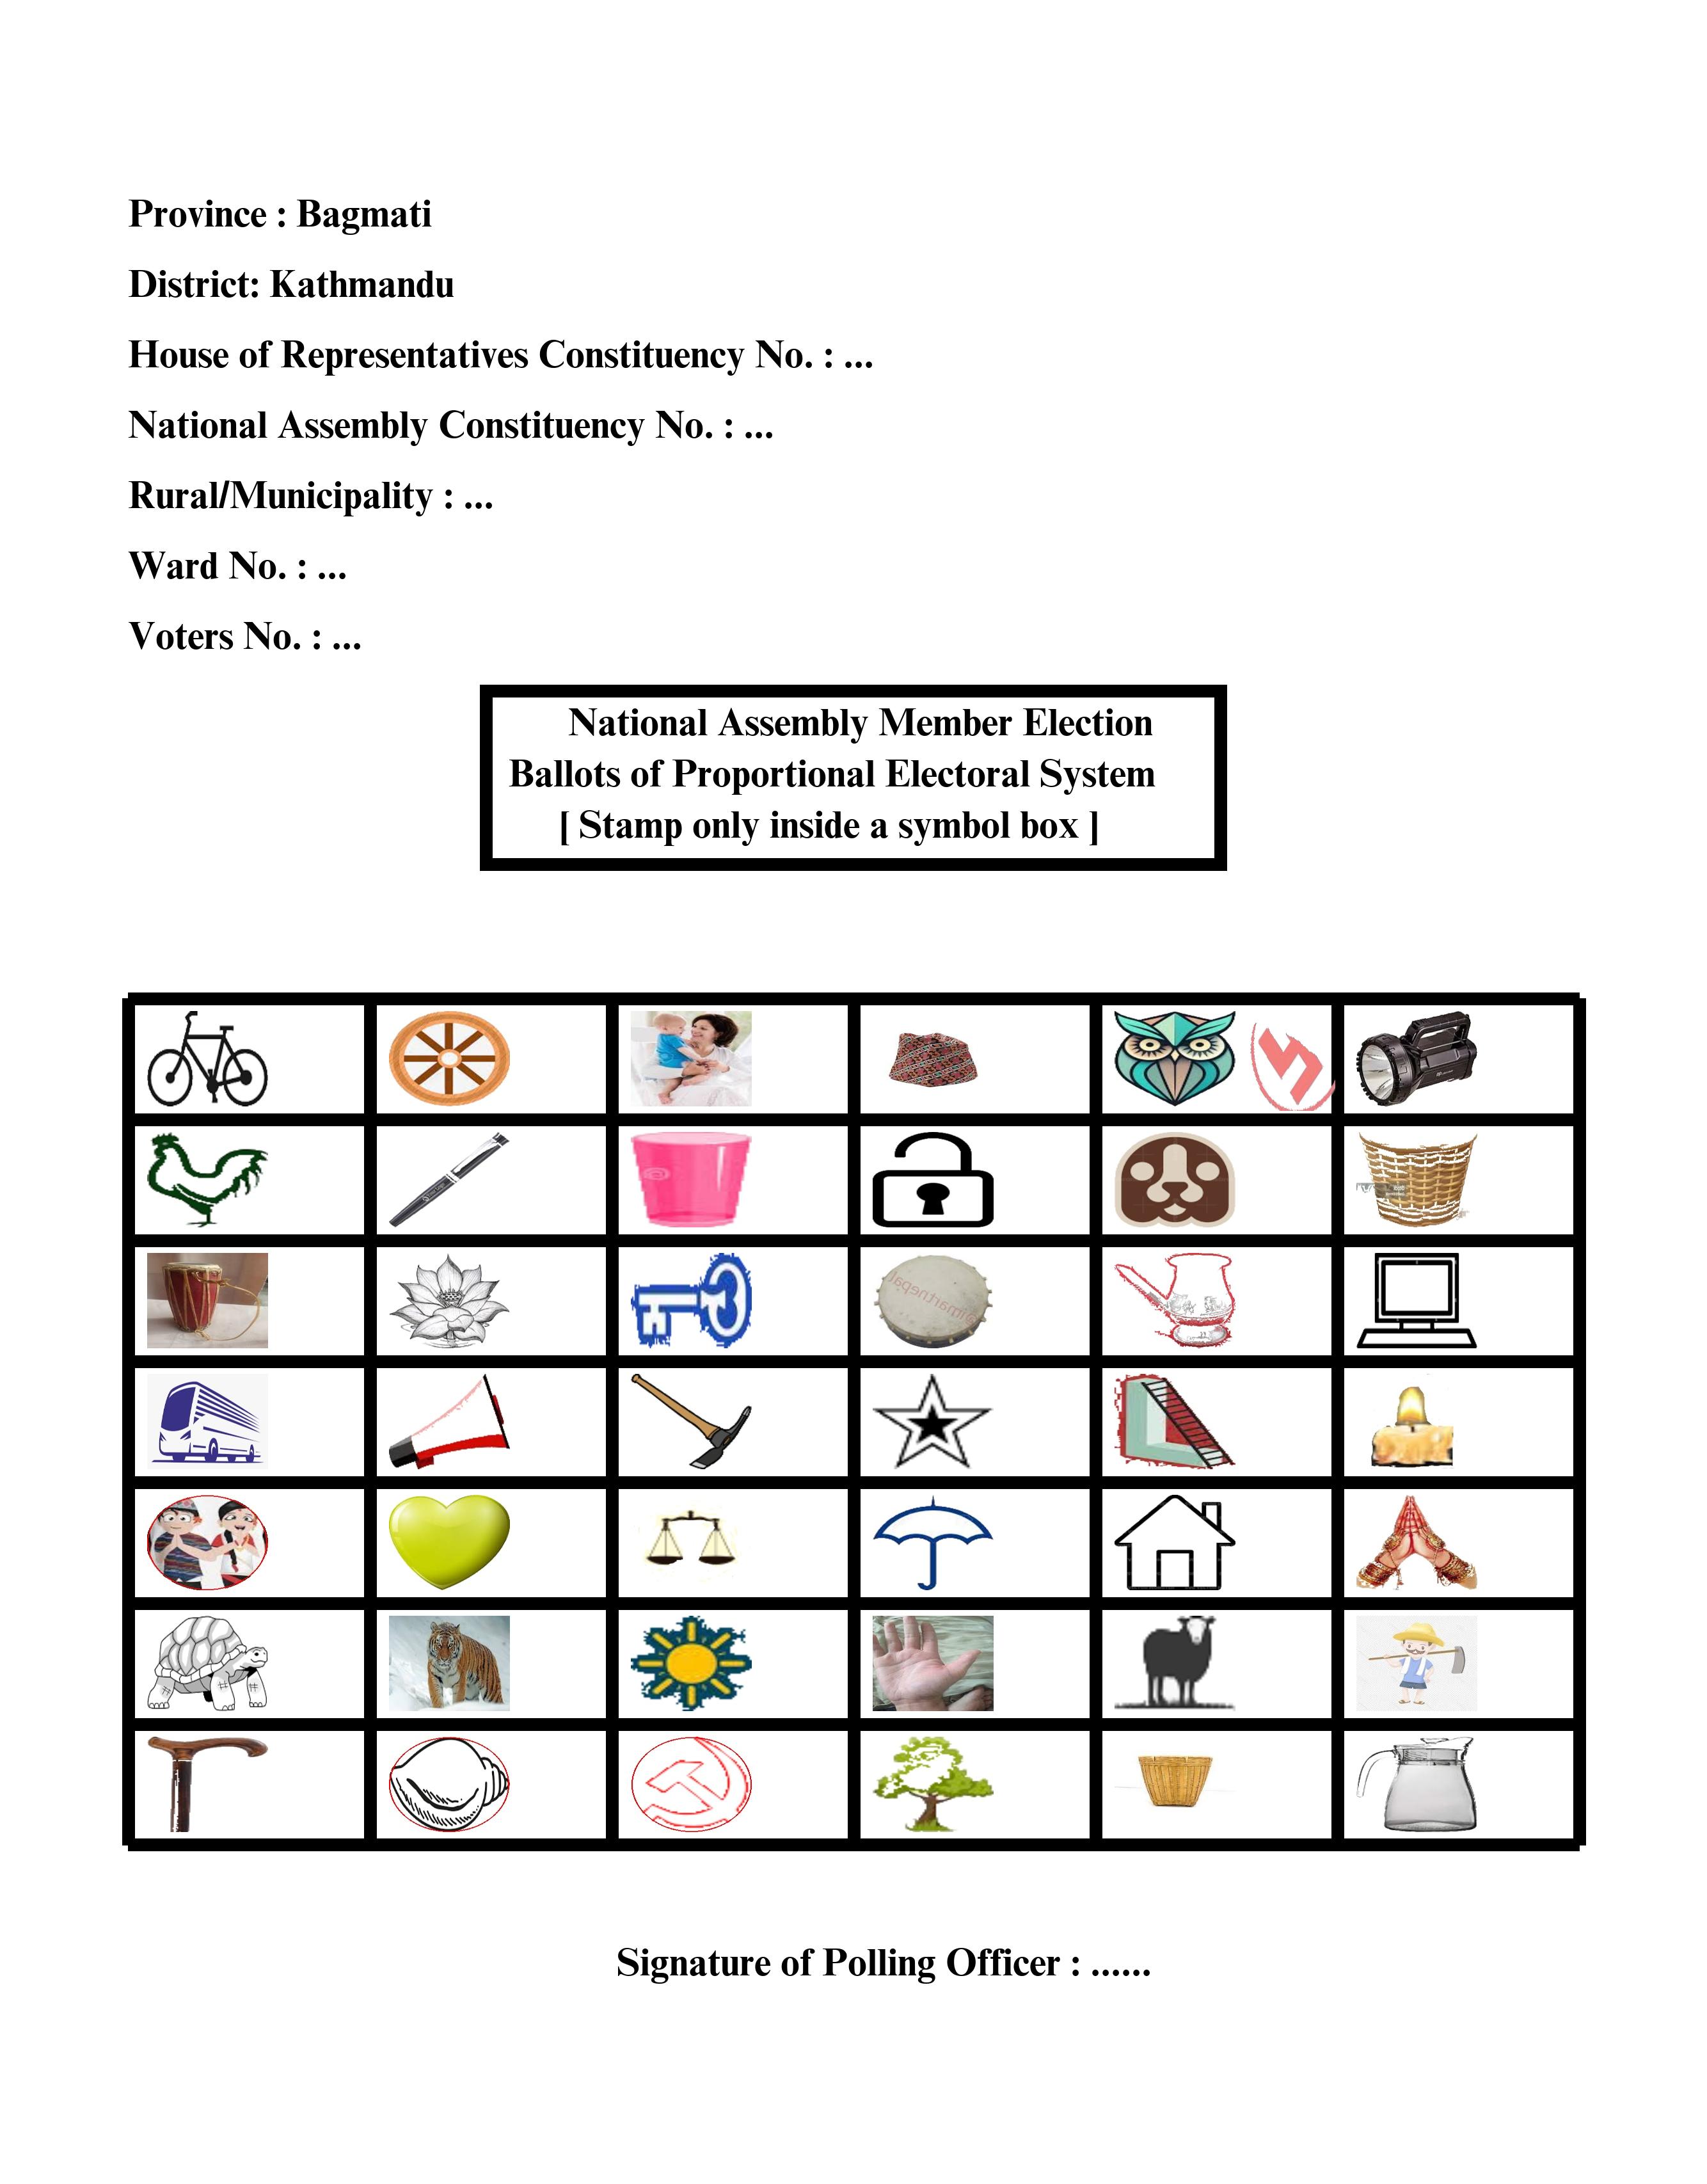 Province : Bagmati
District: Kathmandu
House of Representatives Constituency No. : ...
National Assembly Constituency No. : ...
Rural/Municipality : ...
Ward No. : ...
Voters No. : ...
National Assembly Member Election
Ballots of Proportional Electoral System
[ Stamp only inside a symbol box ]
Signature of Polling Officer : ......